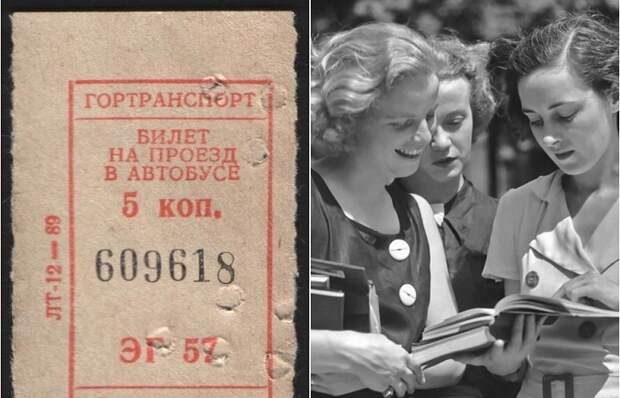 ГОРТРАНСПОРТ
БИЛЕТ
НА ПРОЕЗД
В АВТОБУСЕ
5 коп.
609618
ЭГ 57
ЛТ-12—89